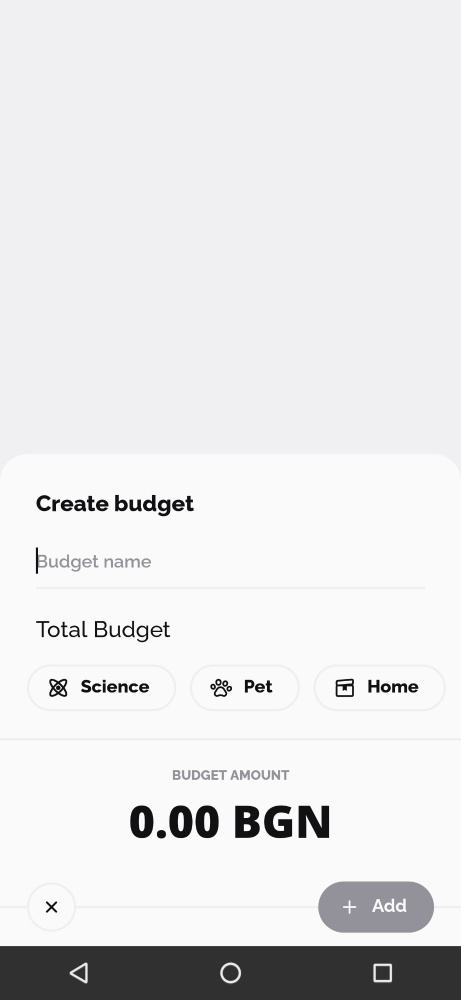 Create budget
Budget name
Total Budget
Science Pet Home
BUDGET AMOUNT
0.00 BGN
Add